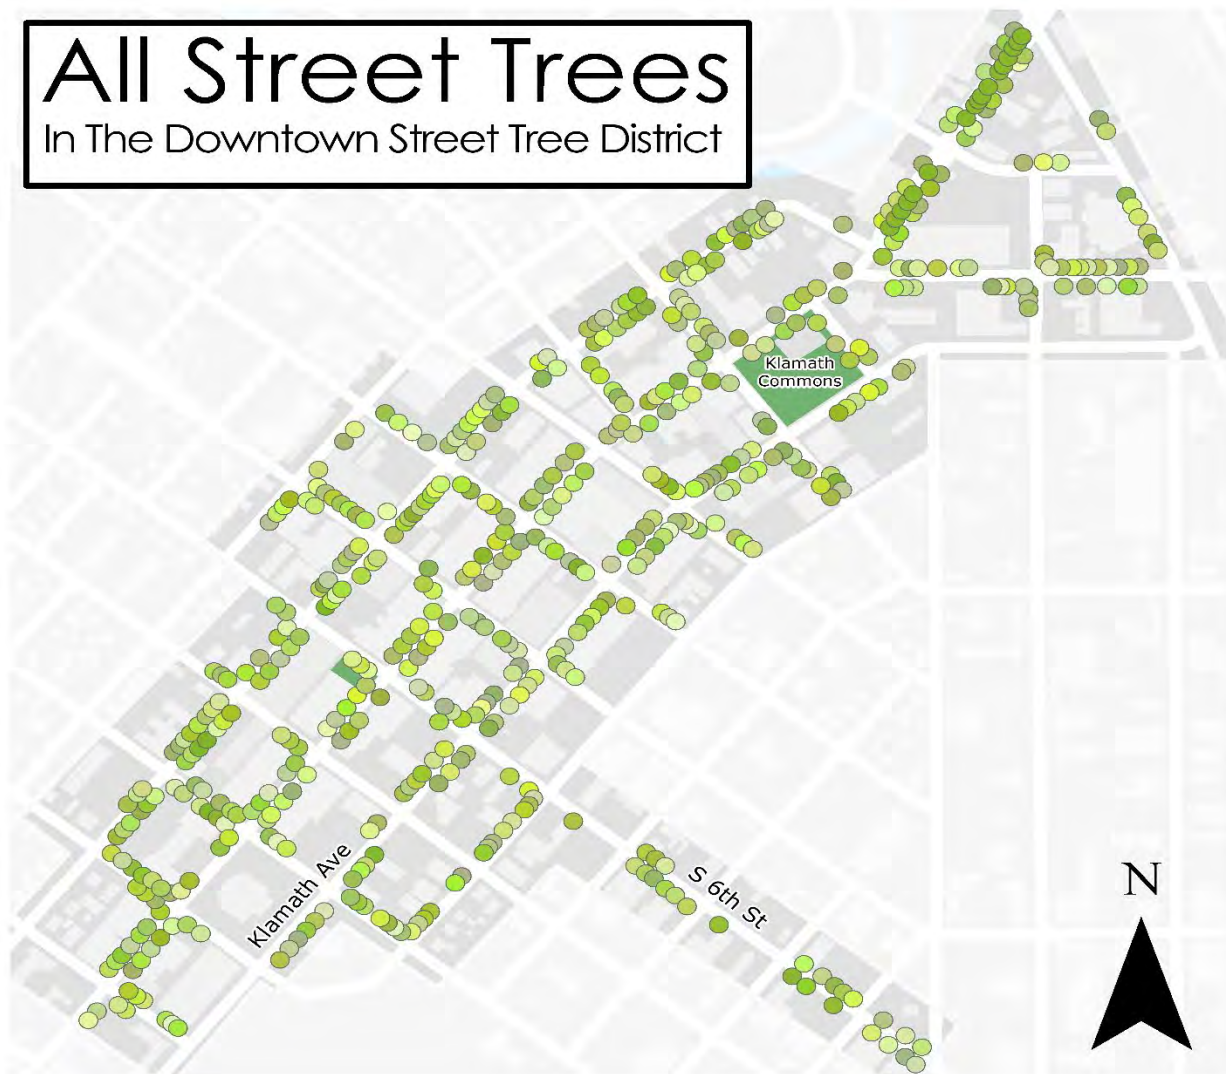 All Street Trees
In The Downtown Street Tree District
Klamath
Commons
Klamath Ave
S 6th St
N